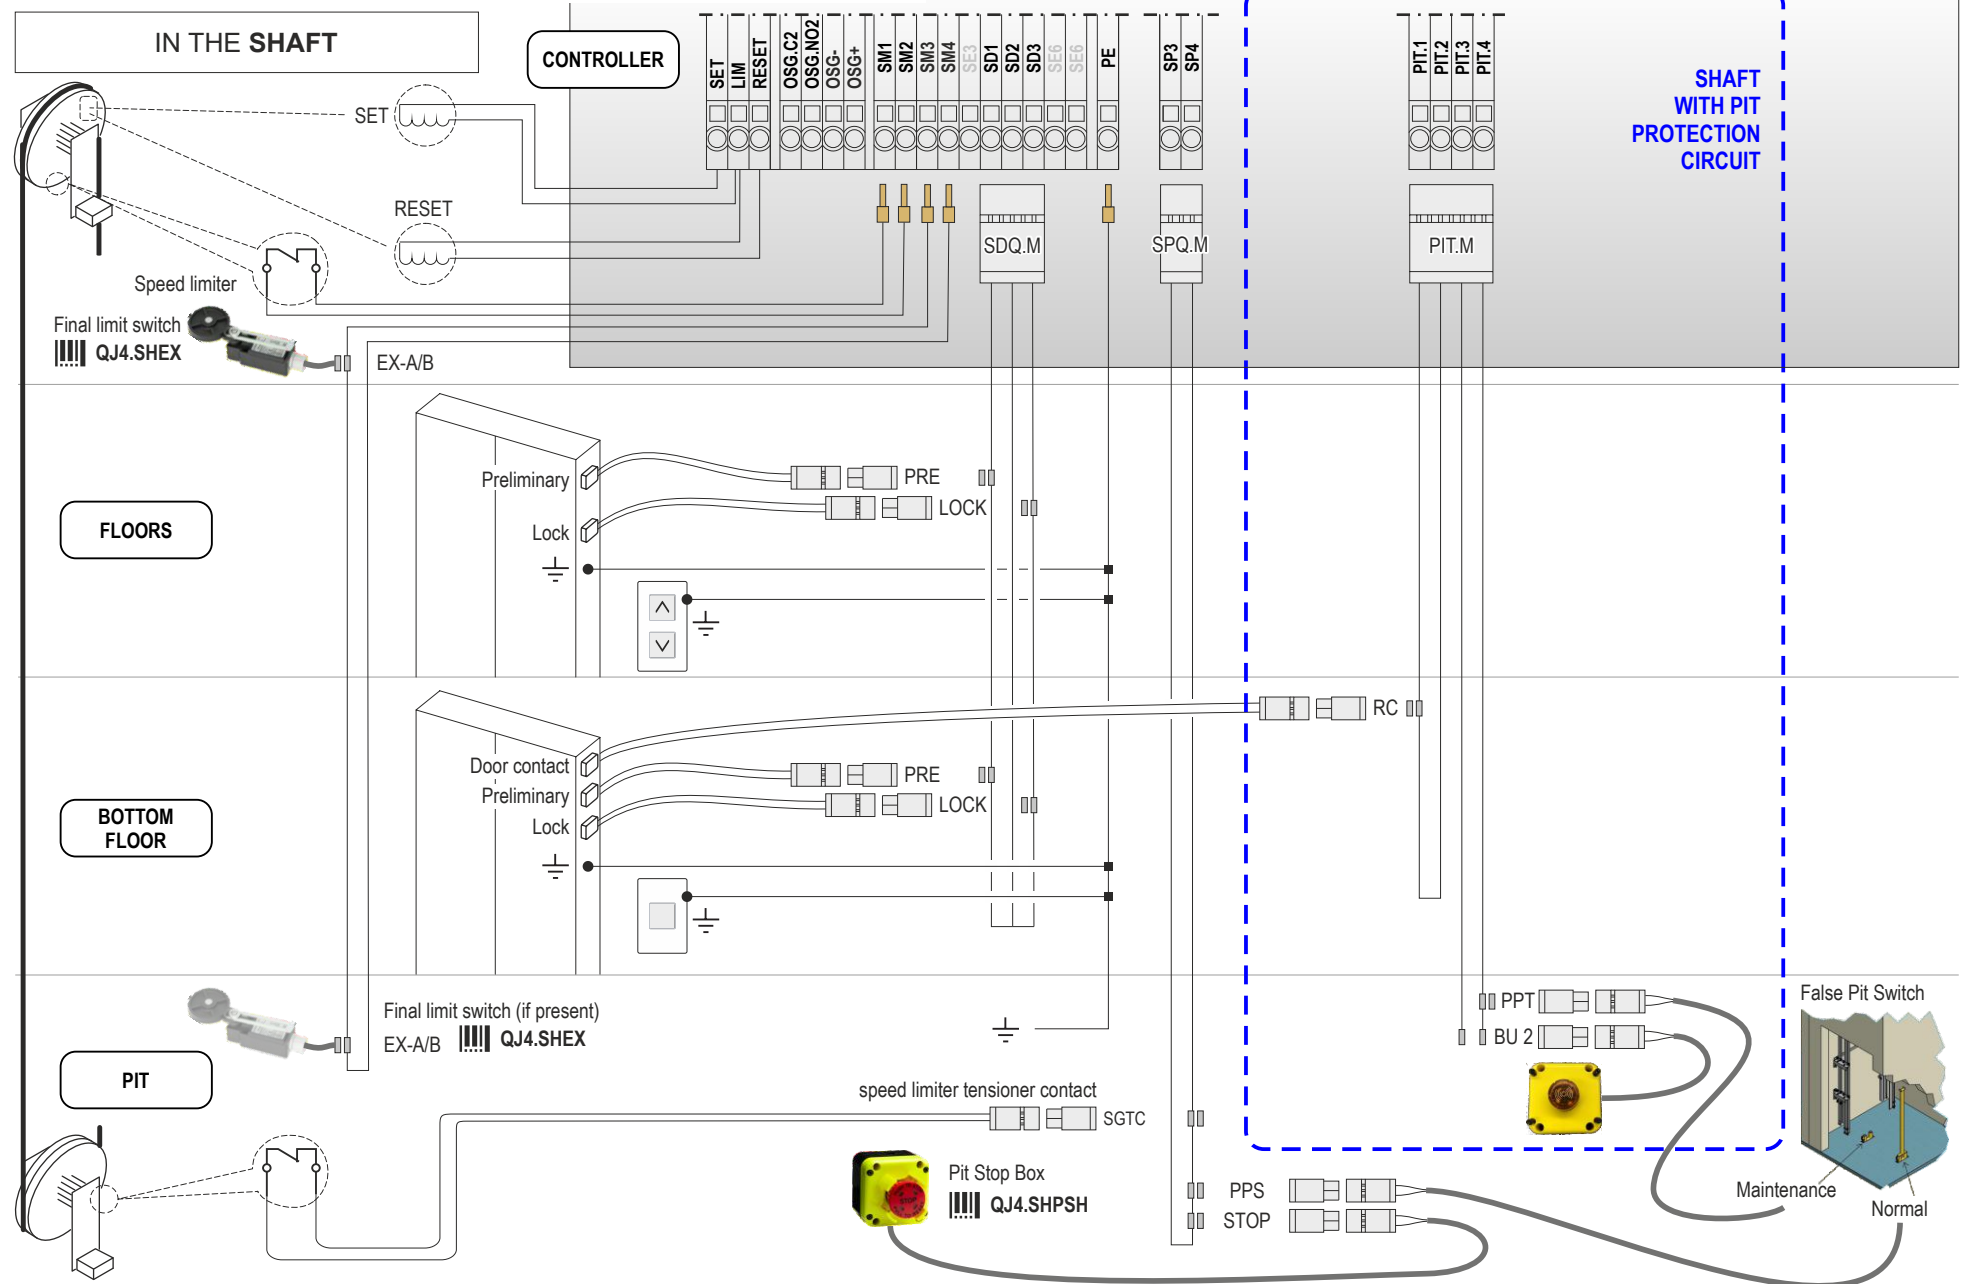 IN THE SHAFT
CONTROLLER
SET
LIM
RESET
OSG.C2
OSG.NO2
OSG-
OSG+
SM1
SM2
SM3
SM4
SE3
SD1
SD2
SD3
SE6
SE6
PE
SP3
SP4
PIT.1
PIT.2
PIT.3
PIT.4
SHAFT
WITH PIT
PROTECTION
CIRCUIT
SET
RESET
SDQ.M
SPQ.M
PIT.M
Speed limiter
Final limit switch
QJ4.SHEX
EX-A/B
FLOORS
Preliminary
PRE
LOCK
Lock
BOTTOM
FLOOR
RC
Door contact
PRE
Preliminary
LOCK
Lock
PIT
Final limit switch (if present)
EX-A/B
QJ4.SHEX
PPT
BU 2
False Pit Switch
speed limiter tensioner contact
SGTC
Pit Stop Box
QJ4.SHPSH
STOP
PPS
STOP
Maintenance
Normal